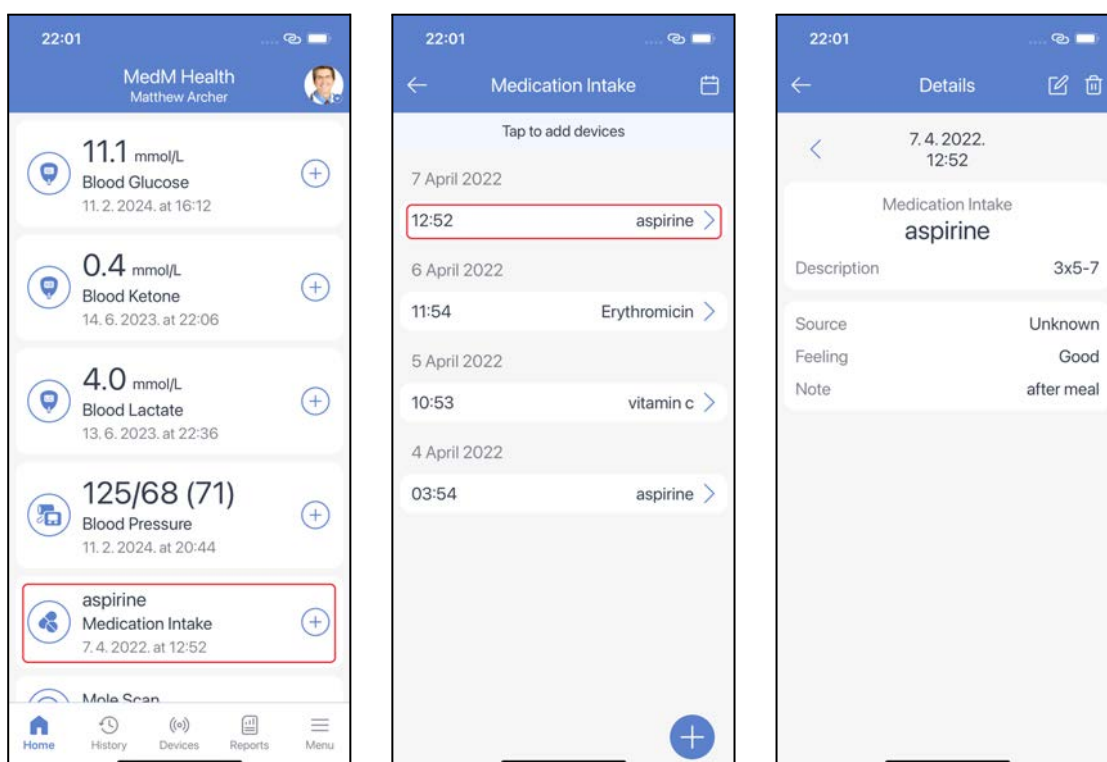 22:01
MedM Health
Matthew Archer
11.1 mmol/L
Blood Glucose
11. 2. 2024. at 16:12
0.4 mmol/L
Blood Ketone
14. 6. 2023. at 22:06
4.0 mmol/L
Blood Lactate
13. 6. 2023. at 22:36
125/68 (71)
Blood Pressure
11. 2. 2024. at 20:44
aspirine
Medication Intake
7. 4. 2022. at 12:52
Mole Scan
Home History Devices Reports Menu
22:01
Medication Intake
Tap to add devices
7 April 2022
12:52 aspirine
6 April 2022
11:54 Erythromicin
5 April 2022
10:53 vitamin c
4 April 2022
03:54 aspirine
22:01
Details
7. 4. 2022.
12:52
Medication Intake
aspirine
Description 3x5-7
Source Unknown
Feeling Good
Note after meal